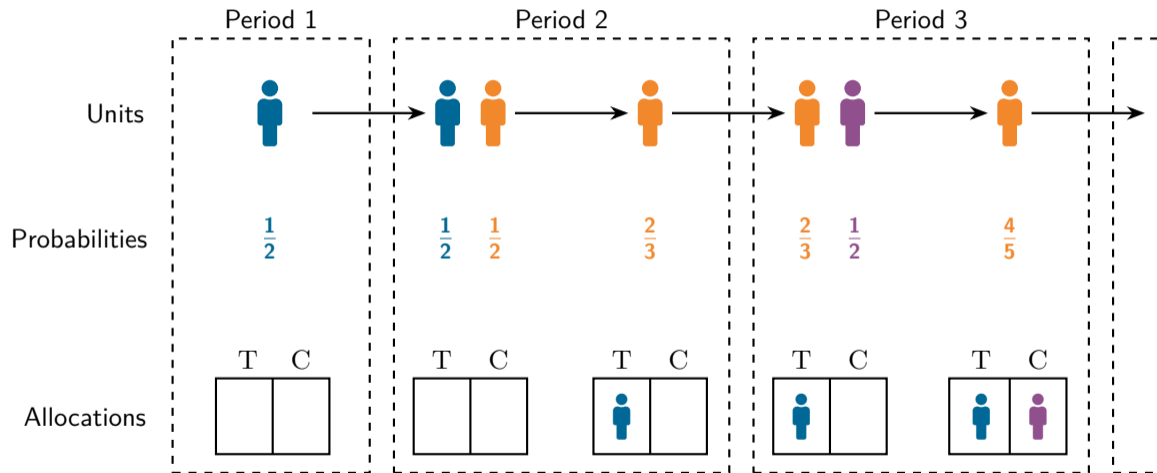 Period 1 Period 2 Period 3
Units
Probabilities 1/2 1/2 1/2 2/3 2/3 1/2 4/5
T C T C T C T C T C
Allocations